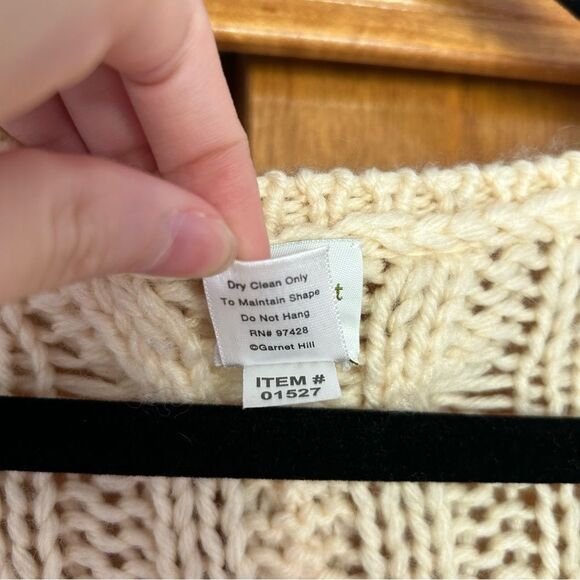 Dry Clean Only
To Maintain Shape
Do Not Hang
RN# 97428
©Garnet Hill
t
ITEM #
01527